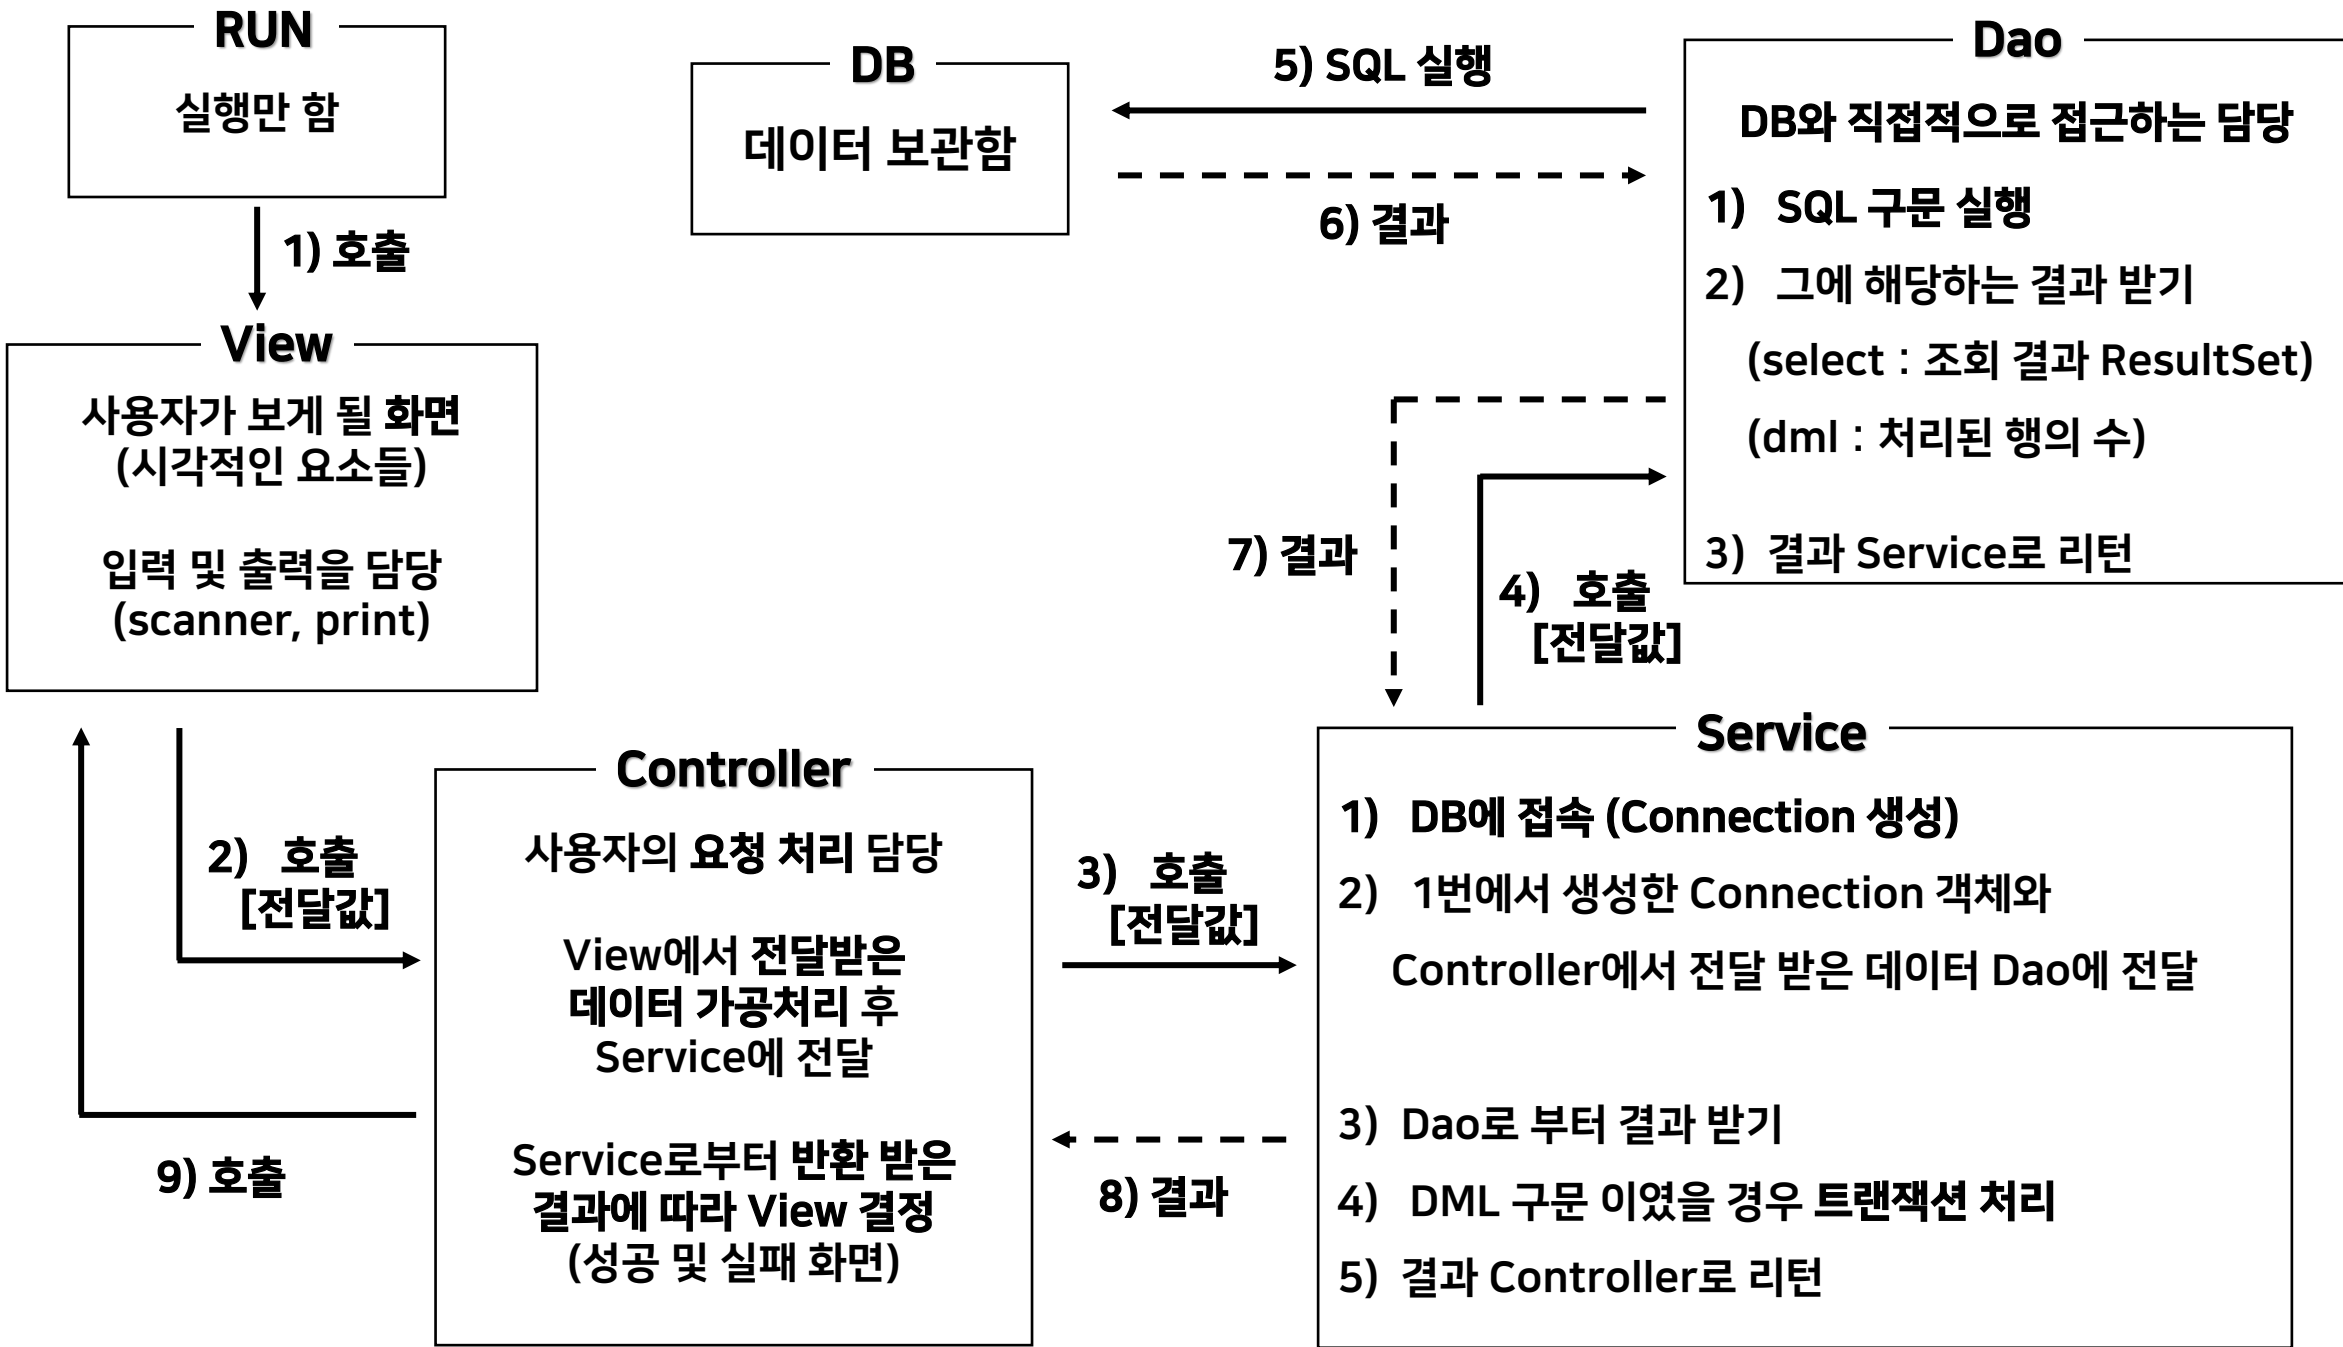 RUN
실행만 함
1) 호출
DB
데이터 보관함
5) SQL 실행
6) 결과
Dao
DB와 직접적으로 접근하는 담당
1) SQL 구문 실행
2) 그에 해당하는 결과 받기
(select : 조회 결과 ResultSet)
(dml : 처리된 행의 수)
3) 결과 Service로 리턴
View
사용자가 보게 될 화면
(시각적인 요소들)
입력 및 출력을 담당
(scanner, print)
7) 결과
4) 호출
[전달값]
2) 호출
[전달값]
9) 호출
Controller
사용자의 요청 처리 담당
View에서 전달받은
데이터 가공처리 후
Service에 전달
Service로부터 반환 받은
결과에 따라 View 결정
(성공 및 실패 화면)
3) 호출
[전달값]
8) 결과
Service
1) DB에 접속 (Connection 생성)
2) 1번에서 생성한 Connection 객체와
Controller에서 전달 받은 데이터 Dao에 전달
3) Dao로 부터 결과 받기
4) DML 구문 이였을 경우 트랜잭션 처리
5) 결과 Controller로 리턴